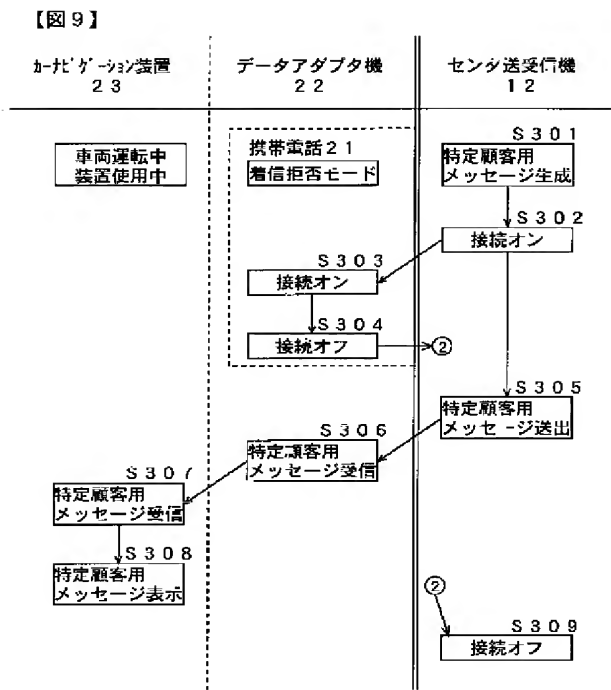 【図9】
カーナビゲーション装置
23
データアダプタ機
22
センタ送受信機
12
車両運転中
装置使用中
携帯電話21
着信拒否モード
S301
特定顧客用
メッセージ生成
S302
接続オン
S303
接続オン
S304
接続オフ
②
S305
特定顧客用
メッセージ送出
S306
特定顧客用
メッセージ受信
S307
特定顧客用
メッセージ受信
S308
特定顧客用
メッセージ表示
②
S309
接続オフ